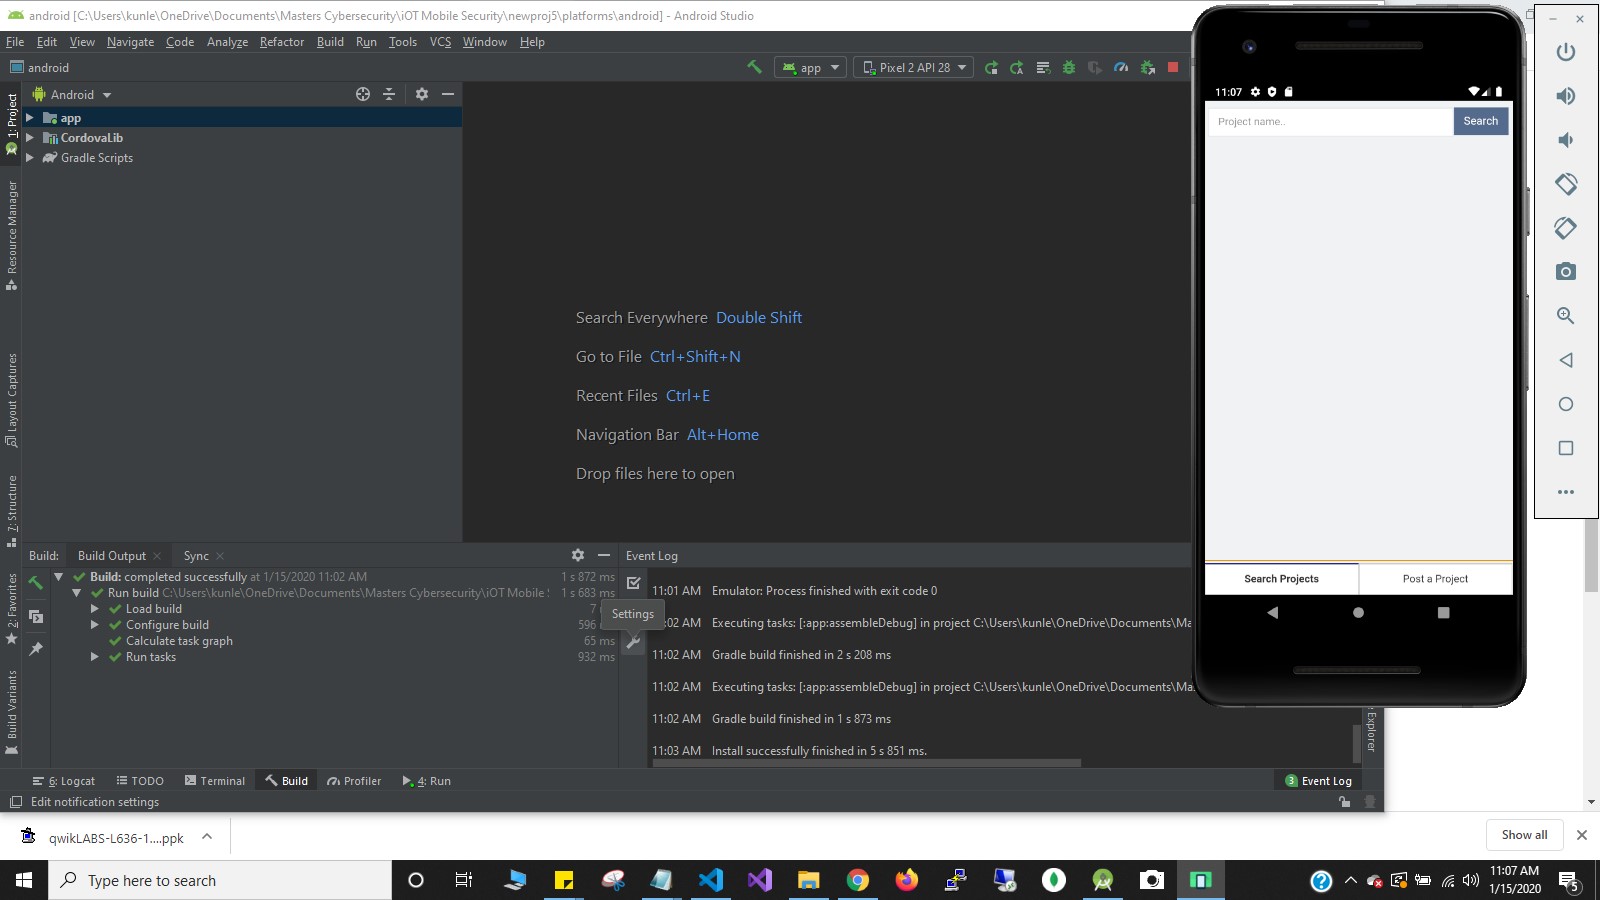 android [C:\Users\kunle\OneDrive\Documents\Masters Cybersecurity\iOT Mobile Security\newproj5\platforms\android] - Android Studio
File Edit View Navigate Code Analyze Refactor Build Run Tools VCS Window Help
android
app
Pixel 2 API 28
1: Project
Resource Manager
Layout Captures
7: Structure
2: Favorites
Build Variants
Android
app
CordovaLib
Gradle Scripts
Search Everywhere Double Shift
Go to File Ctrl+Shift+N
Recent Files Ctrl+E
Navigation Bar Alt+Home
Drop files here to open
11:07
Project name..
Search
Search Projects
Post a Project
Build: Build Output Sync
Build: completed successfully at 1/15/2020 11:02 AM 1 s 872 ms
Run build C:\Users\kunle\OneDrive\Documents\Masters Cybersecurity\iOT Mobile 1 s 683 ms
Load build 7
Configure build 596 ms
Calculate task graph 65 ms
Run tasks 932 ms
Settings
Event Log
11:01 AM Emulator: Process finished with exit code 0
:02 AM Executing tasks: [:app:assembleDebug] in project C:\Users\kunle\OneDrive\Documents\Ma
11:02 AM Gradle build finished in 2 s 208 ms
11:02 AM Executing tasks: [:app:assembleDebug] in project C:\Users\kunle\OneDrive\Documents\Ma
11:02 AM Gradle build finished in 1 s 873 ms
11:03 AM Install successfully finished in 5 s 851 ms.
Explorer
6: Logcat TODO Terminal Build Profiler 4: Run
3 Event Log
Edit notification settings
qwikLABS-L636-1....ppk
Show all
Type here to search
11:07 AM
1/15/2020
5